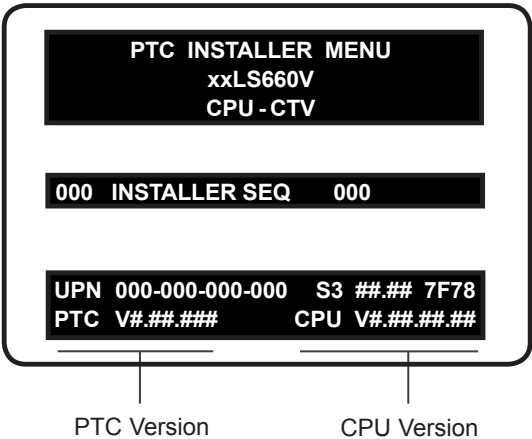 PTC INSTALLER MENU
xxLS660V
CPU - CTV
000 INSTALLER SEQ 000
UPN 000-000-000-000 S3 ##.## 7F78
PTC V#.##.### CPU V#.##.##.##
PTC Version CPU Version